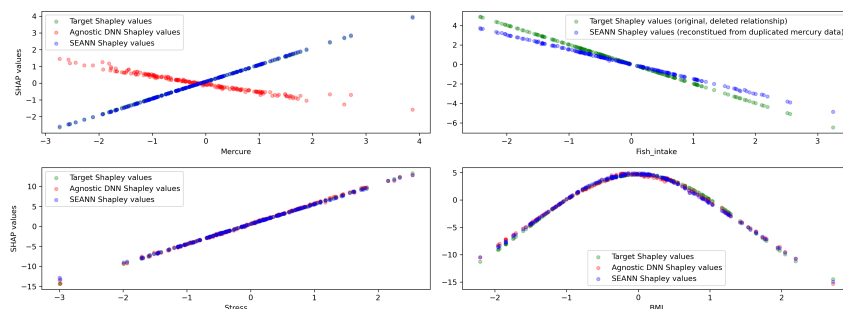 4
3
2
1
0
−1
−2
SHAP values
Target Shapley values
Agnostic DNN Shapley values
SEANN Shapley values
−3 −2 −1 0 1 2 3 4
Mercure
4
2
0
−2
−4
−6
Target Shapley values (original, deleted relationship)
SEANN Shapley values (reconstitued from duplicated mercury data)
−2 −1 0 1 2 3
Fish_intake
10
5
0
−5
−10
−15
SHAP values
Target Shapley values
Agnostic DNN Shapley values
SEANN Shapley values
−3 −2 −1 0 1 2
Stress
5
0
−5
−10
−15
Target Shapley values
Agnostic DNN Shapley values
SEANN Shapley values
−2 −1 0 1 2
BMI